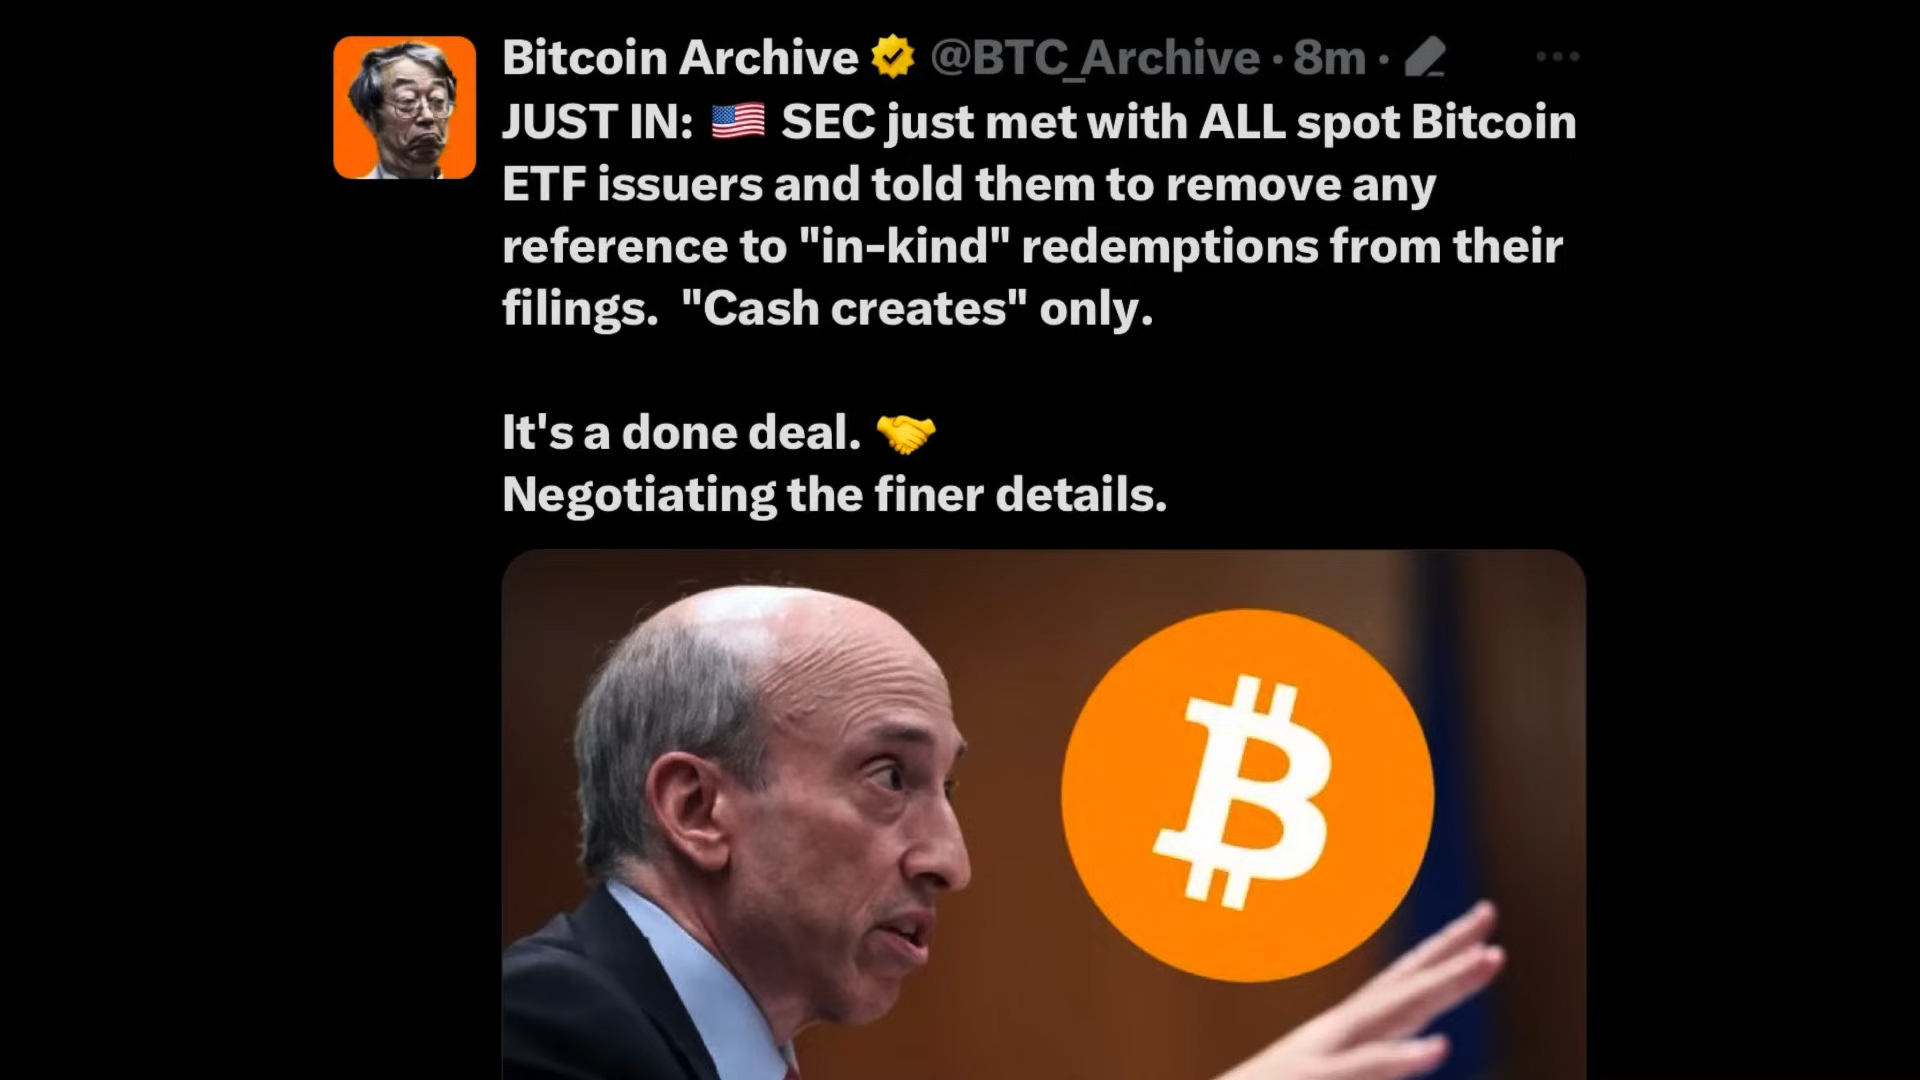 Bitcoin Archive @BTC_Archive · 8m ·
JUST IN: 🇺🇸 SEC just met with ALL spot Bitcoin
ETF issuers and told them to remove any
reference to "in-kind" redemptions from their
filings. "Cash creates" only.
It's a done deal. 🤝
Negotiating the finer details.